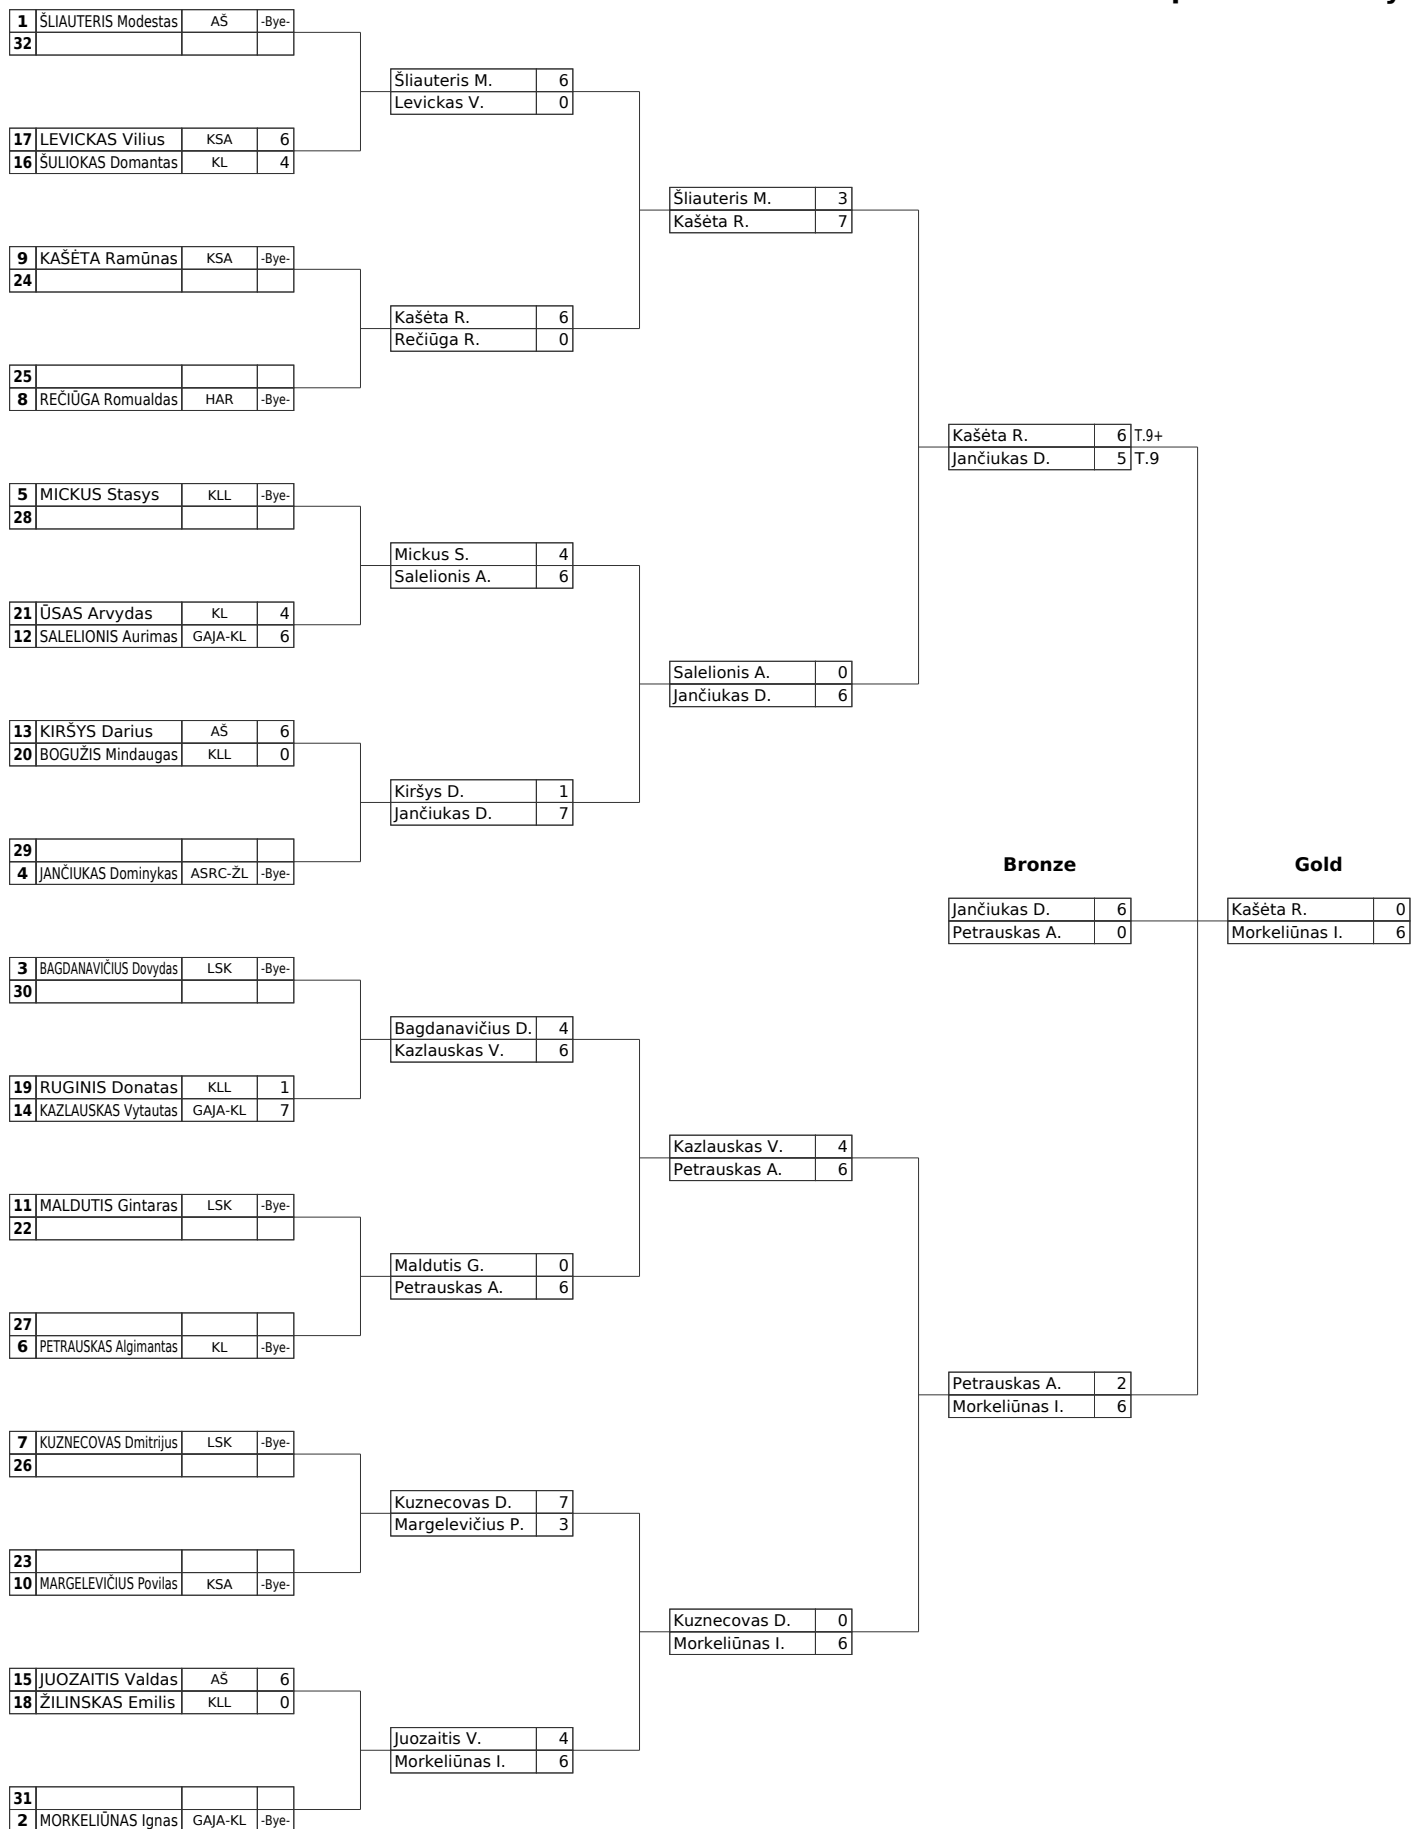 1 ŠLIAUTERIS Modestas AŠ -Bye-
32
Šliauteris M. 6
Levickas V. 0
17 LEVICKAS Vilius KSA 6
16 ŠULIOKAS Domantas KL 4
Šliauteris M. 3
Kašėta R. 7
9 KAŠĖTA Ramūnas KSA -Bye-
24
Kašėta R. 6
Rečiūga R. 0
25
8 REČIŪGA Romualdas HAR -Bye-
Kašėta R. 6 T.9+
Jančiukas D. 5 T.9
5 MICKUS Stasys KLL -Bye-
28
Mickus S. 4
Salelionis A. 6
21 ŪSAS Arvydas KL 4
12 SALELIONIS Aurimas GAJA-KL 6
Salelionis A. 0
Jančiukas D. 6
13 KIRŠYS Darius AŠ 6
20 BOGUŽIS Mindaugas KLL 0
Kiršys D. 1
Jančiukas D. 7
29
4 JANČIUKAS Dominykas ASRC-ŽL -Bye-
Bronze Gold
Jančiukas D. 6 Kašėta R. 0
Petrauskas A. 0 Morkeliūnas I. 6
3 BAGDANAVIČIUS Dovydas LSK -Bye-
30
Bagdanavičius D. 4
Kazlauskas V. 6
19 RUGINIS Donatas KLL 1
14 KAZLAUSKAS Vytautas GAJA-KL 7
Kazlauskas V. 4
Petrauskas A. 6
11 MALDUTIS Gintaras LSK -Bye-
22
Maldutis G. 0
Petrauskas A. 6
27
6 PETRAUSKAS Algimantas KL -Bye-
Petrauskas A. 2
Morkeliūnas I. 6
7 KUZNECOVAS Dmitrijus LSK -Bye-
26
Kuznecovas D. 7
Margelevičius P. 3
23
10 MARGELEVIČIUS Povilas KSA -Bye-
Kuznecovas D. 0
Morkeliūnas I. 6
15 JUOZAITIS Valdas AŠ 6
18 ŽILINSKAS Emilis KLL 0
Juozaitis V. 4
Morkeliūnas I. 6
31
2 MORKELIŪNAS Ignas GAJA-KL -Bye-